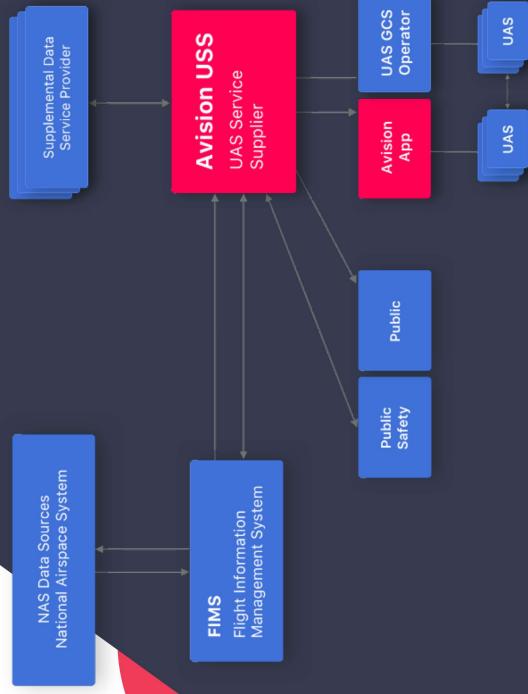 NAS Data Sources
National Airspace System
Supplemental Data
Service Provider
FIMS
Flight Information
Management System
Avision USS
UAS Service
Supplier
Public
Safety
Public
Avision
App
UAS GCS
Operator
UAS
UAS